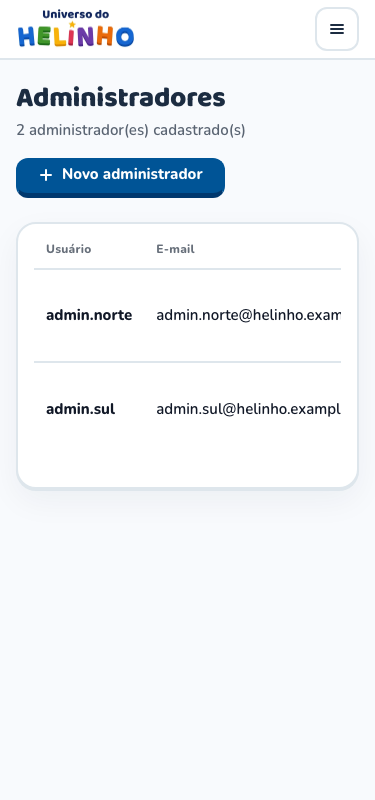 Universo do
HELINHO
Administradores
2 administrador(es) cadastrado(s)
+ Novo administrador
Usuário E-mail
admin.norte admin.norte@helinho.exam
admin.sul admin.sul@helinho.exampl